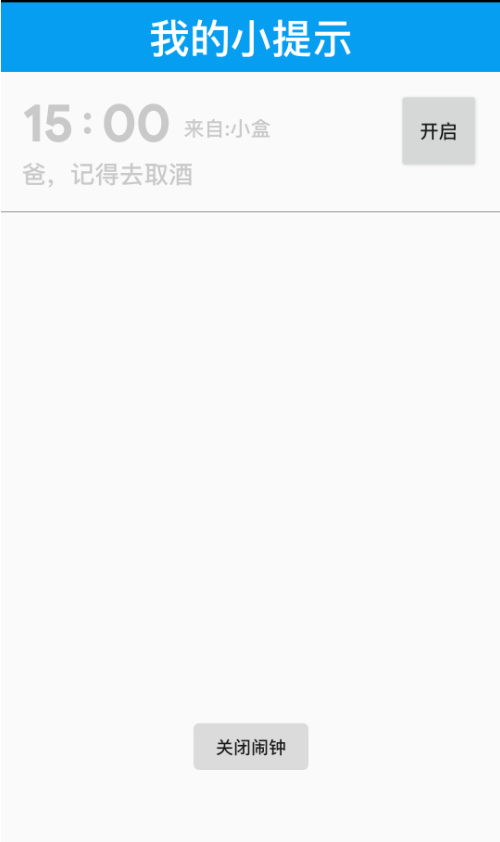 我的小提示
15:00 来自:小盒
开启
爸，记得去取酒
关闭闹钟